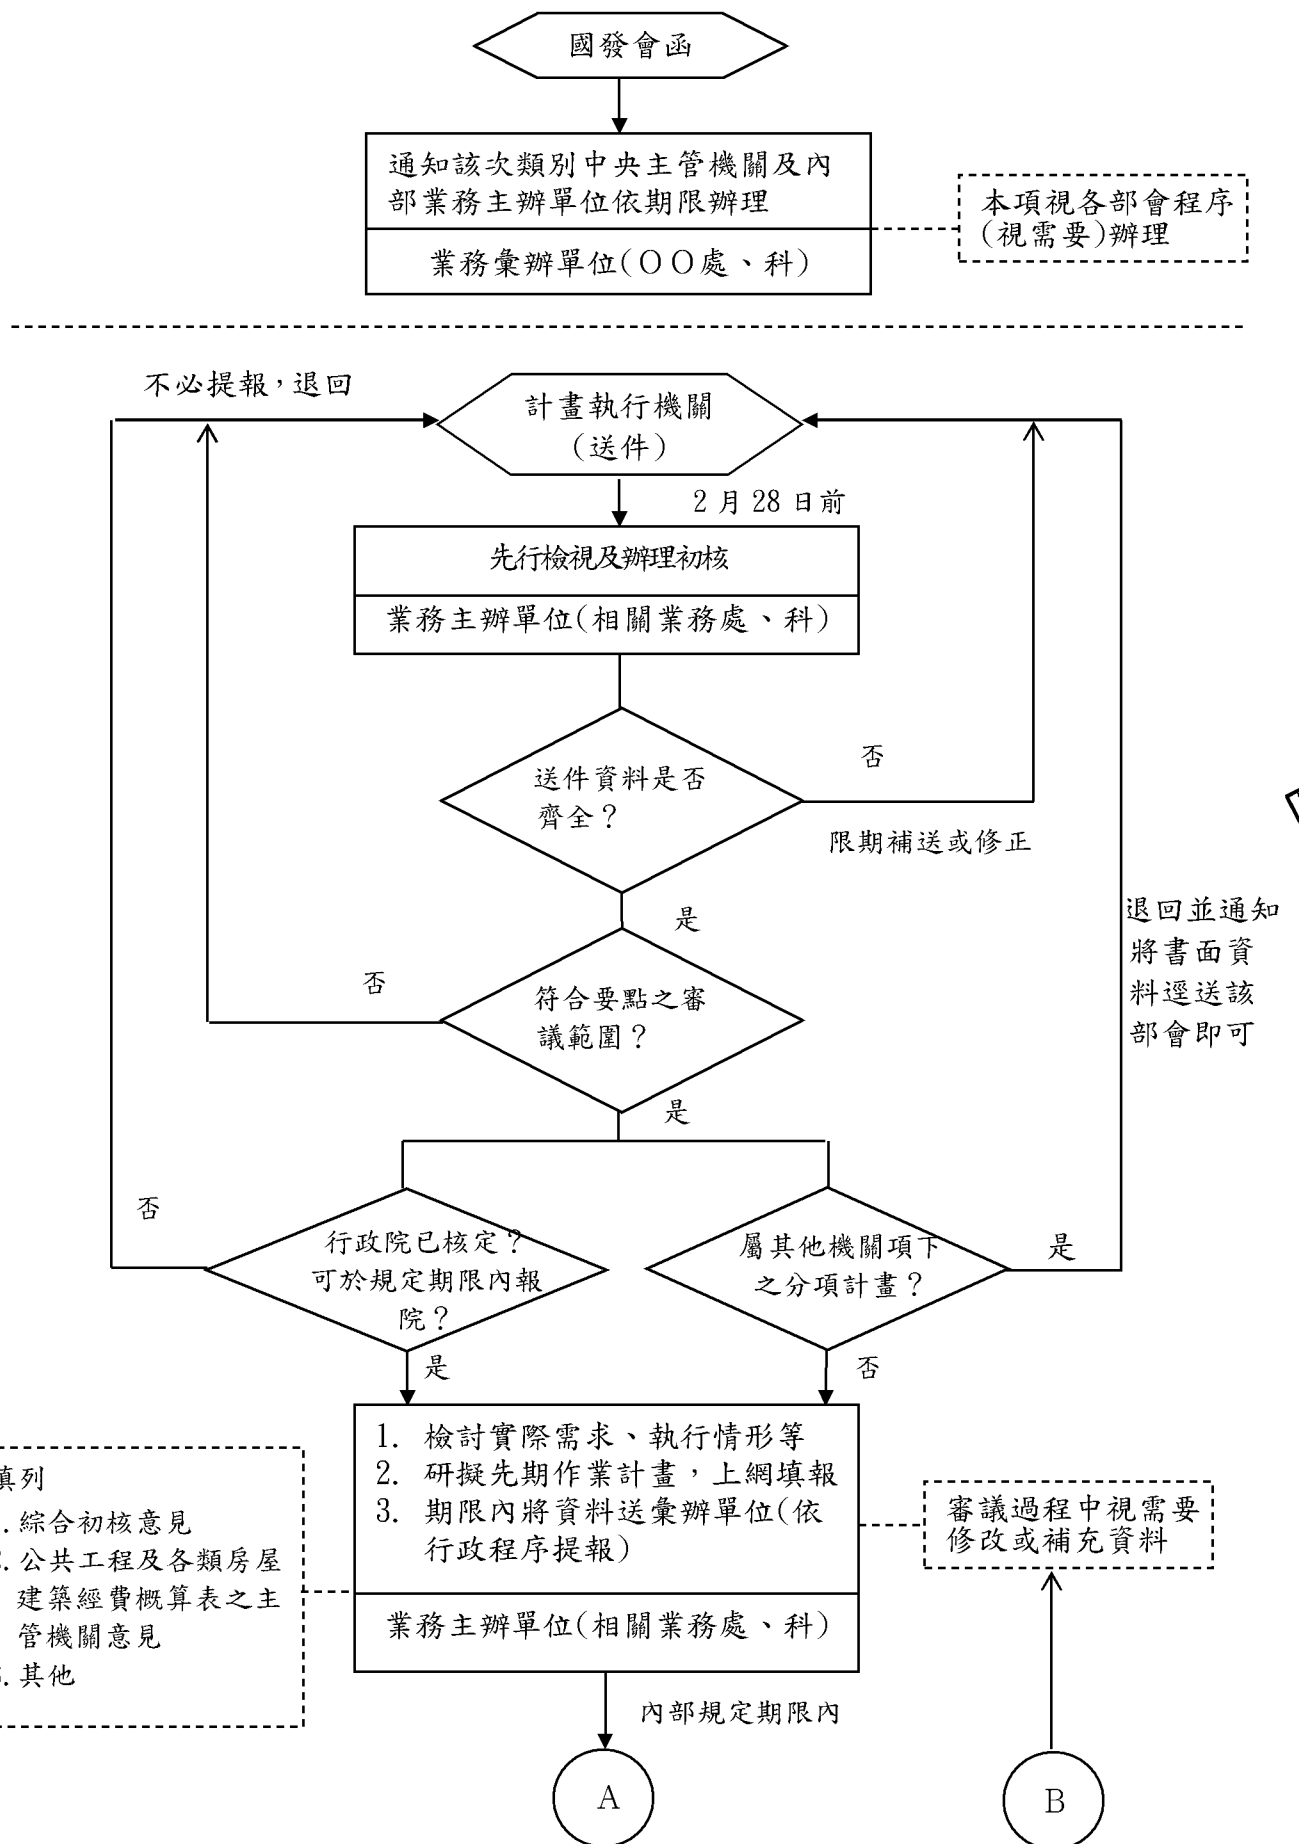 國發會函
通知該次類別中央主管機關及內
部業務主辦單位依期限辦理
業務彙辦單位(ＯＯ處、科)
本項視各部會程序
(視需要)辦理
不必提報，退回
計畫執行機關
(送件)
2 月 28 日前
先行檢視及辦理初核
業務主辦單位(相關業務處、科)
送件資料是否
齊全？
否
限期補送或修正
是
退回並通知
將書面資
料逕送該
部會即可
否
符合要點之審
議範圍？
是
否
行政院已核定？
可於規定期限內報
院？
屬其他機關項下
之分項計畫？
是
是
否
1. 檢討實際需求、執行情形等
2. 研擬先期作業計畫，上網填報
3. 期限內將資料送彙辦單位(依
行政程序提報)
業務主辦單位(相關業務處、科)
填列
. 綜合初核意見
. 公共工程及各類房屋
建築經費概算表之主
管機關意見
. 其他
審議過程中視需要
修改或補充資料
內部規定期限內
A
B